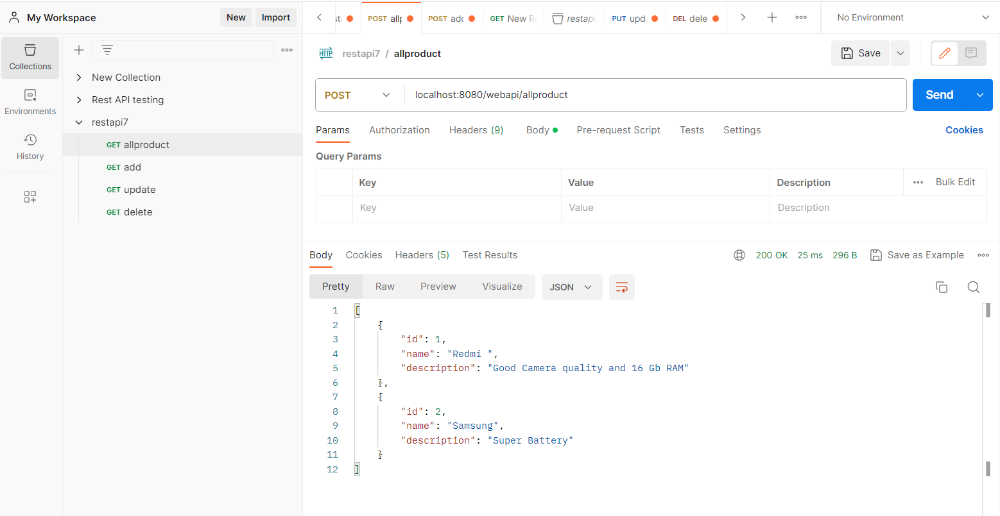 My Workspace
New
Import
POST allp
POST add
GET New R
restapi
PUT upd
DEL dele
No Environment
Collections
Environments
History
New Collection
Rest API testing
restapi7
GET allproduct
GET add
GET update
GET delete
HTTP restapi7 / allproduct
Save
POST
localhost:8080/webapi/allproduct
Send
Params Authorization Headers (9) Body Pre-request Script Tests Settings Cookies
Query Params
Key Value Description Bulk Edit
Key Value Description
Body Cookies Headers (5) Test Results 200 OK 25 ms 296 B Save as Example
Pretty Raw Preview Visualize JSON
1 [
2 {
3 "id": 1,
4 "name": "Redmi ",
5 "description": "Good Camera quality and 16 Gb RAM"
6 },
7 {
8 "id": 2,
9 "name": "Samsung",
10 "description": "Super Battery"
11 }
12 ]